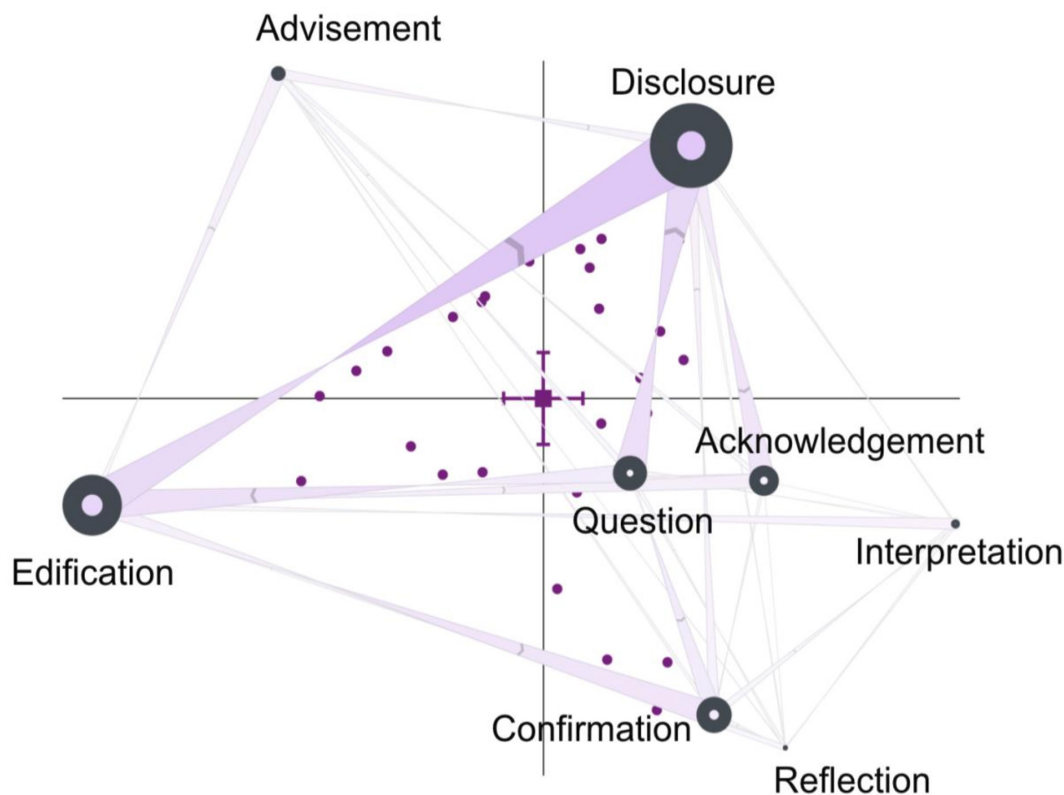 Advisement
Disclosure
Acknowledgement
Question
Interpretation
Edification
Confirmation
Reflection